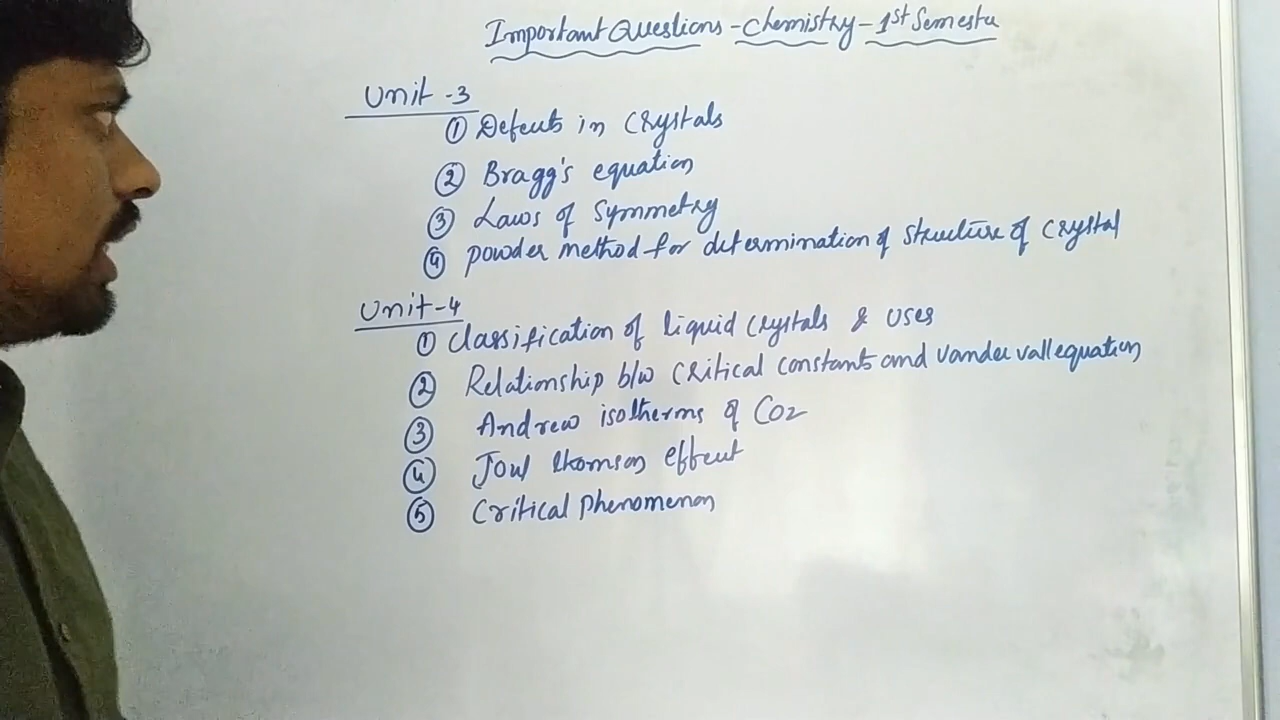 Important Questions - Chemistry - 1st Semester
Unit - 3
① Defects in Crystals
② Bragg's equation
③ Laws of Symmetry
④ powder method for determination of structure of crystal
Unit - 4
① Classification of liquid crystals & uses
② Relationship b/w critical constants and vander vall equation
③ Andrew isotherms of CO2
④ Joul thomson effect
⑤ Critical phenomenon